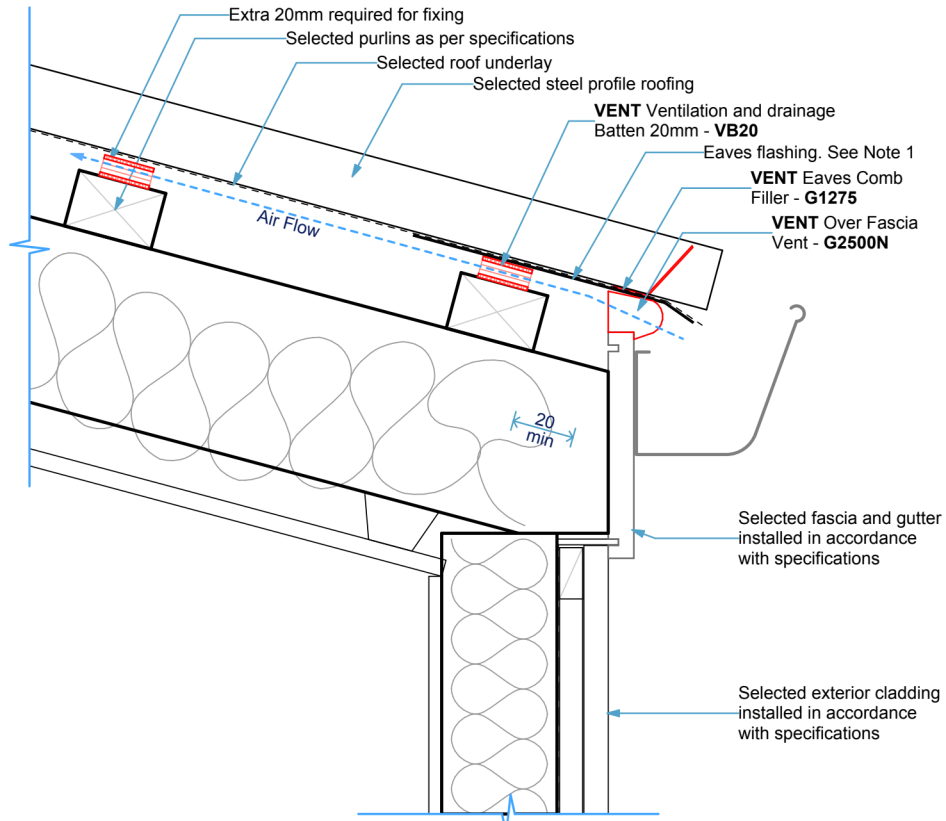 Extra 20mm required for fixing
Selected purlins as per specifications
Selected roof underlay
Selected steel profile roofing
VENT Ventilation and drainage
Batten 20mm - VB20
Eaves flashing. See Note 1
VENT Eaves Comb
Filler - G1275
VENT Over Fascia
Vent - G2500N
Air Flow
20
min
Selected fascia and gutter
installed in accordance
with specifications
Selected exterior cladding
installed in accordance
with specifications